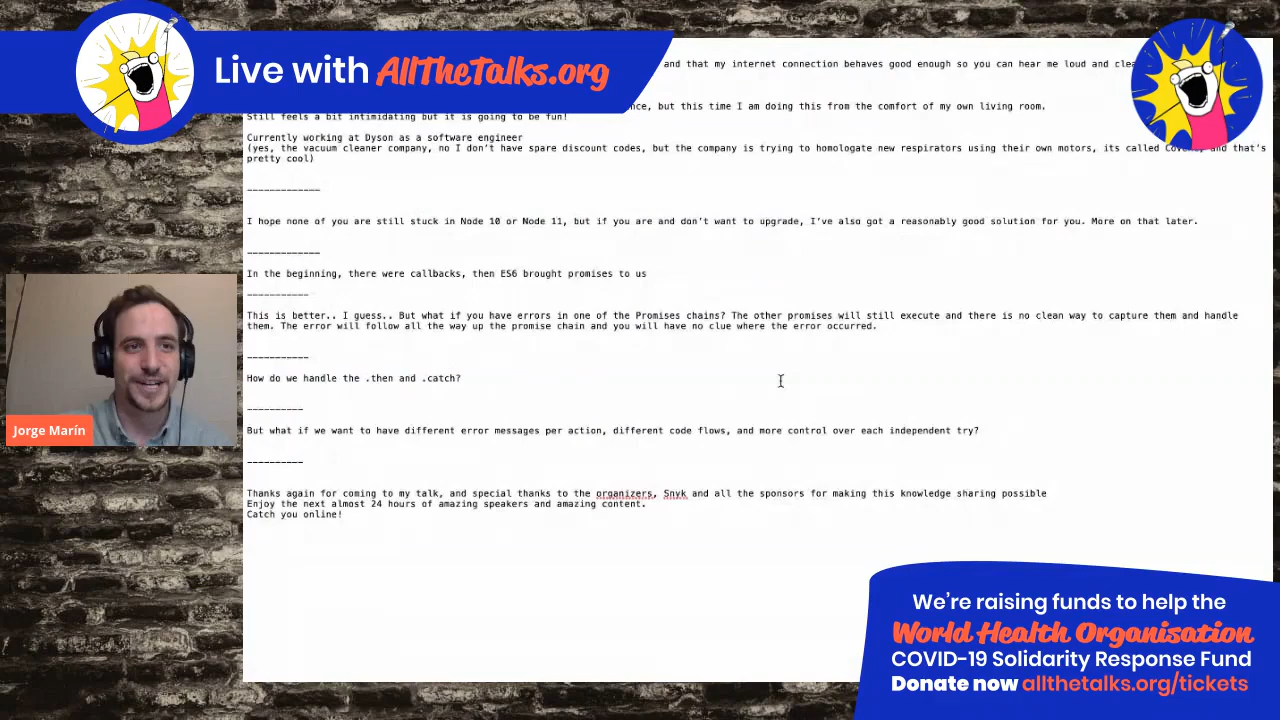 Live with AllTheTalks.org
and that my internet connection behaves good enough so you can hear me loud and
but this time I am doing this from the comfort of my own living room.
Still feels a bit intimidating but it is going to be fun!
Currently working at Dyson as a software engineer
(yes, the vacuum cleaner company, no I don't have spare discount codes, but the company is trying to homologate new respirators using their own motors, its called and that's
pretty cool)
-------------
I hope none of you are still stuck in Node 10 or Node 11, but if you are and don't want to upgrade, I've also got a reasonably good solution for you. More on that later.
-------------
In the beginning, there were callbacks, then ES6 brought promises to us
-----------
This is better.. I guess.. But what if you have errors in one of the Promises chains? The other promises will still execute and there is no clean way to capture them and handle
them. The error will follow all the way up the promise chain and you will have no clue where the error occurred.
-----------
How do we handle the .then and .catch?
----------
But what if we want to have different error messages per action, different code flows, and more control over each independent try?
----------
Thanks again for coming to my talk, and special thanks to the organizers, Snyk and all the sponsors for making this knowledge sharing possible
Enjoy the next almost 24 hours of amazing speakers and amazing content.
Catch you online!
Jorge Marín
We're raising funds to help the
World Health Organisation
COVID-19 Solidarity Response Fund
Donate now allthetalks.org/tickets